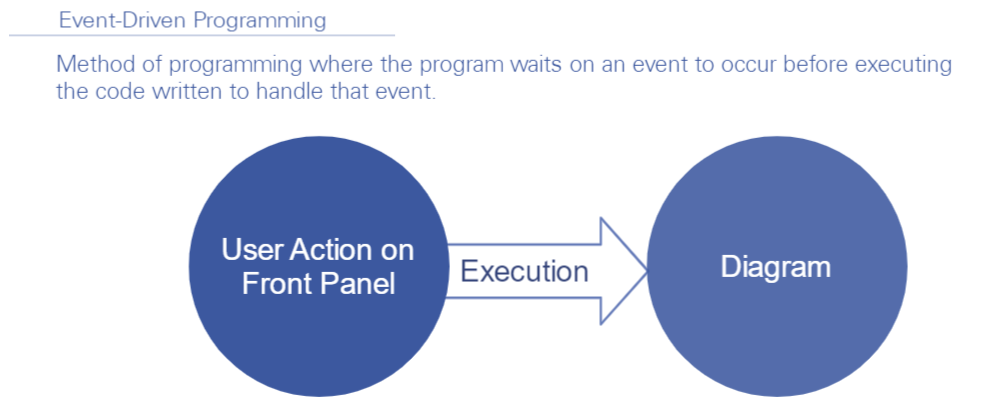 Event-Driven Programming
Method of programming where the program waits on an event to occur before executing
the code written to handle that event.
User Action on
Front Panel
Execution
Diagram